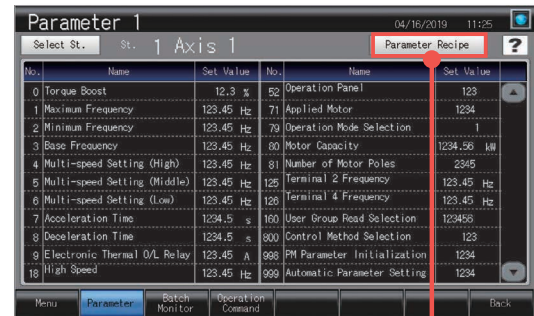 Parameter 1
04/16/2019 11:25
Select St. St. 1 Axis 1 Parameter Recipe ?
No. Name Set Value No. Name Set Value
0 Torque Boost 12.3 % 52 Operation Panel 123
1 Maximum Frequency 123.45 Hz 71 Applied Motor 1234
2 Minimum Frequency 123.45 Hz 79 Operation Mode Selection 1
3 Base Frequency 123.45 Hz 80 Motor Capacity 1234.56 kW
4 Multi-speed Setting (High) 123.45 Hz 81 Number of Motor Poles 2345
5 Multi-speed Setting (Middle) 123.45 Hz 125 Terminal 2 Frequency 123.45 Hz
6 Multi-speed Setting (Low) 123.45 Hz 126 Terminal 4 Frequency 123.45 Hz
7 Acceleration Time 1234.5 s 160 User Group Read Selection 123456
8 Deceleration Time 1234.5 s 800 Control Method Selection 123
9 Electronic Thermal O/L Relay 123.45 A 998 PM Parameter Initialization 1234
18 High Speed 123.45 Hz 999 Automatic Parameter Setting 1234
Menu Parameter Batch Monitor Operation Command Back